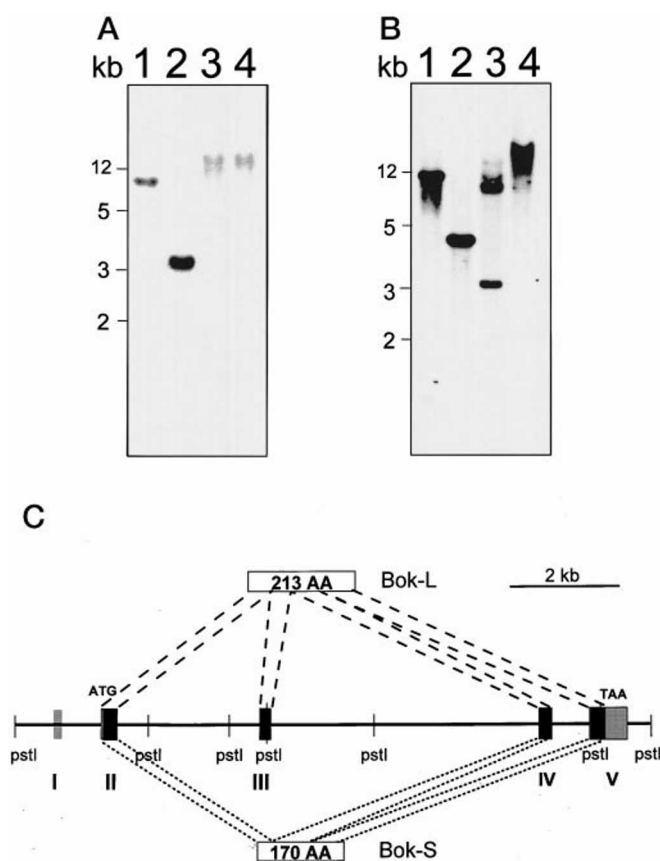 A
B
kb 1 2 3 4
kb 1 2 3 4
12
5
3
2
12
5
3
2
C
213 AA
Bok-L
2 kb
ATG
TAA
pstI
pstI
pstI
pstI
pstI
pstI
pstI
I
II
III
IV
V
170 AA
Bok-S